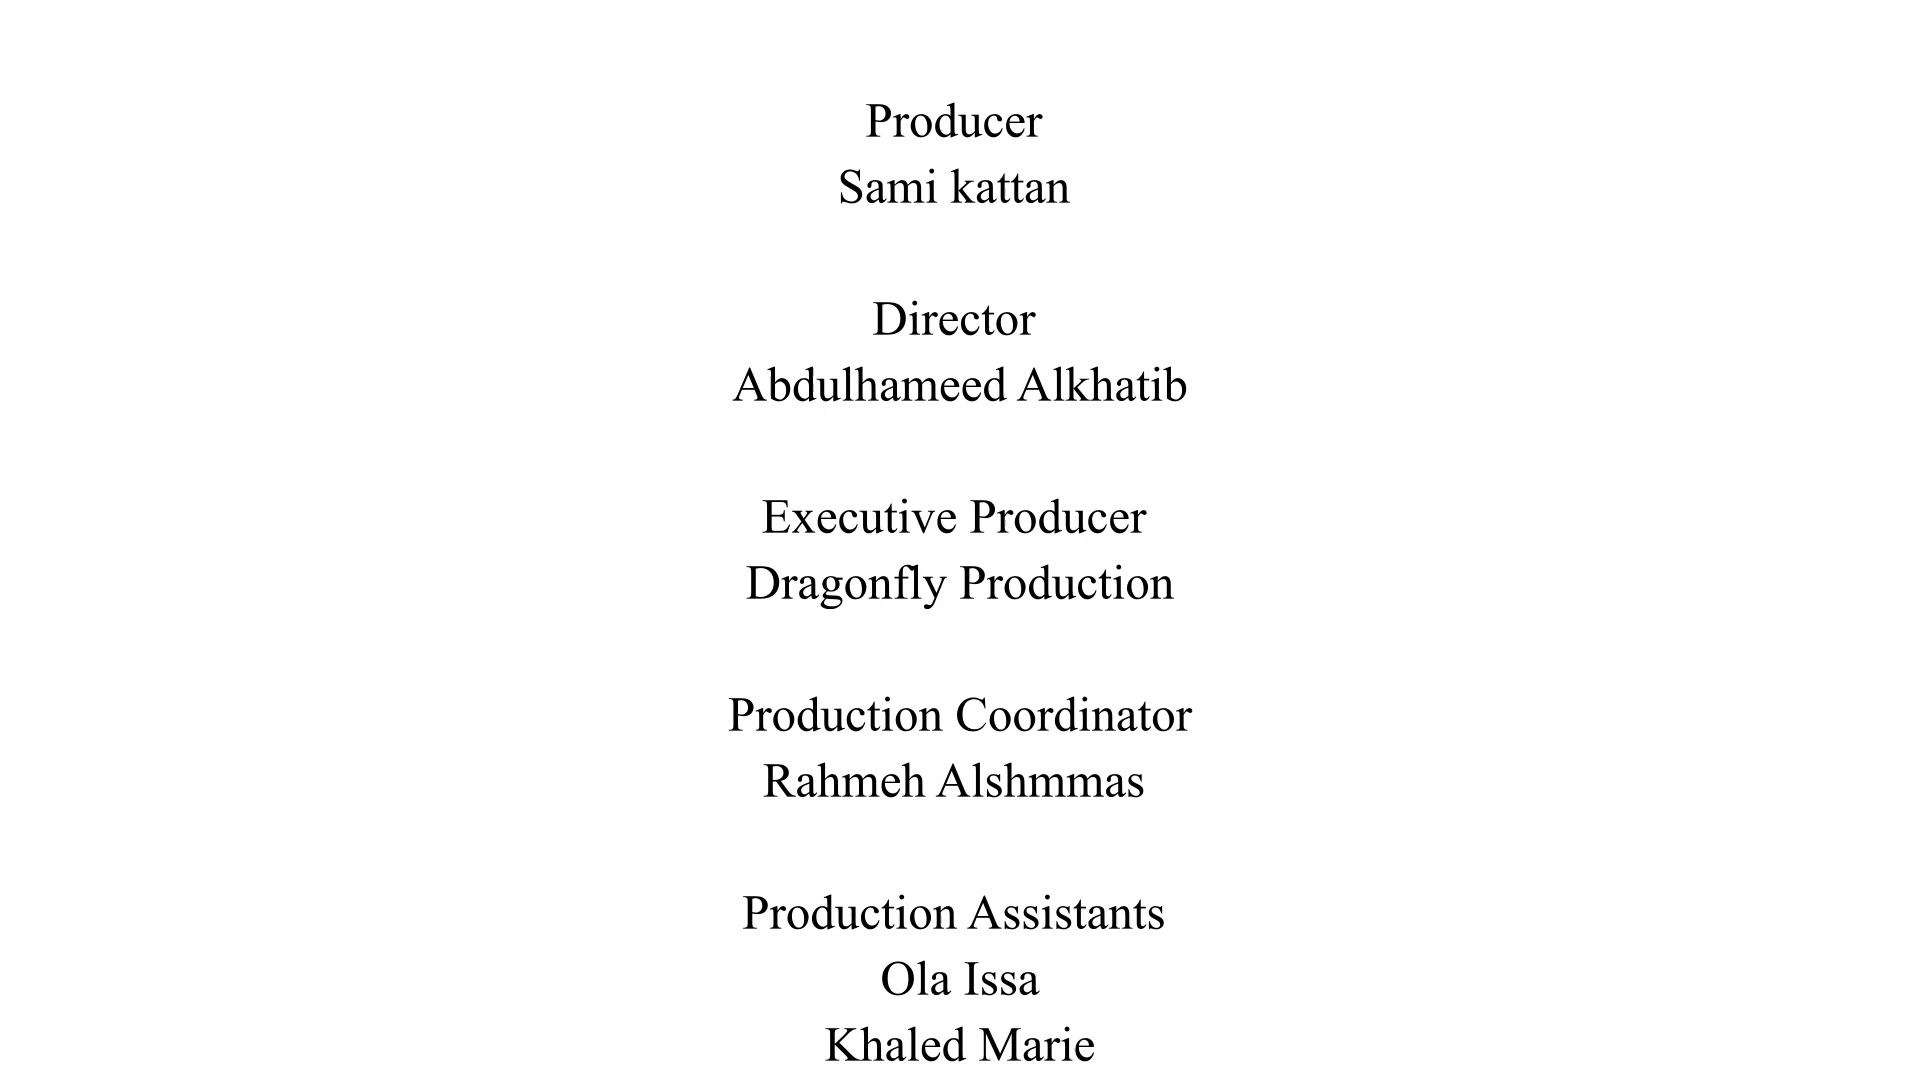 Producer
Sami kattan
Director
Abdulhameed Alkhatib
Executive Producer
Dragonfly Production
Production Coordinator
Rahmeh Alshmmas
Production Assistants
Ola Issa
Khaled Marie